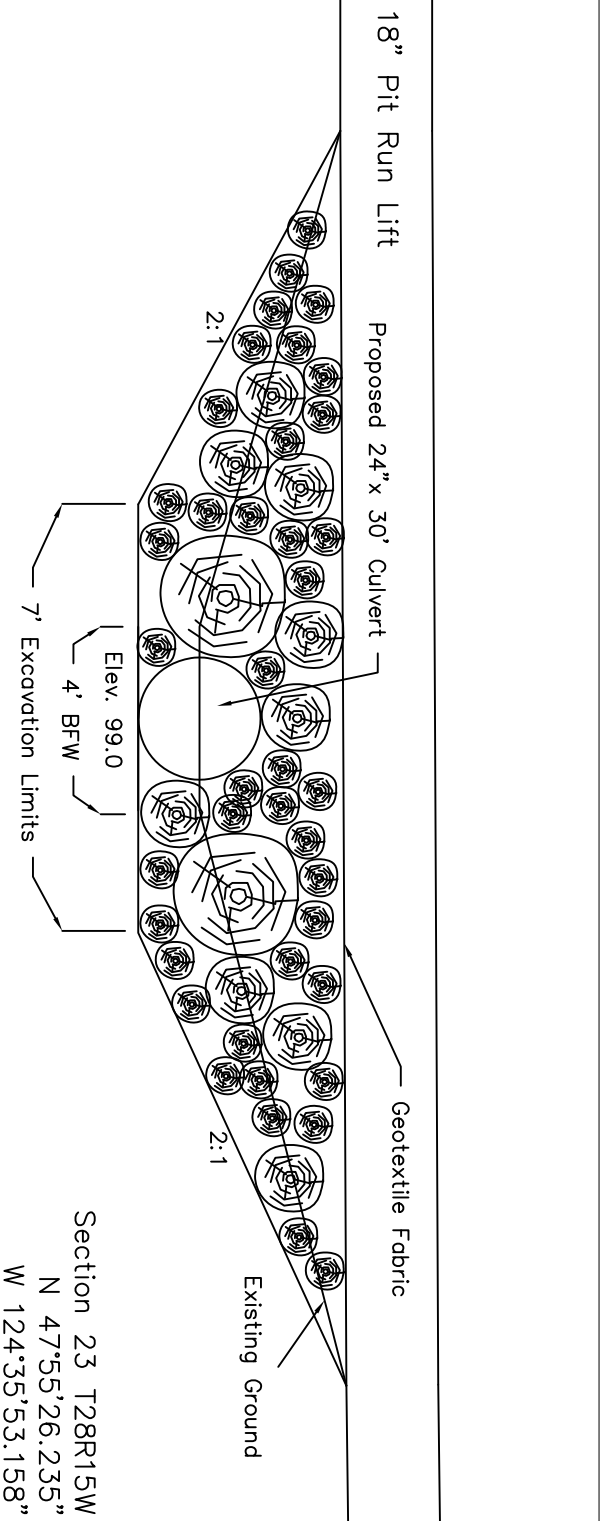 18" Pit Run Lift
Proposed 24"x 30' Culvert
Geotextile Fabric
2:1
2:1
Existing Ground
Elev. 99.0
4' BFW
7' Excavation Limits
Section 23 T28R15W
N 47°55'26.235"
W 124°35'53.158"